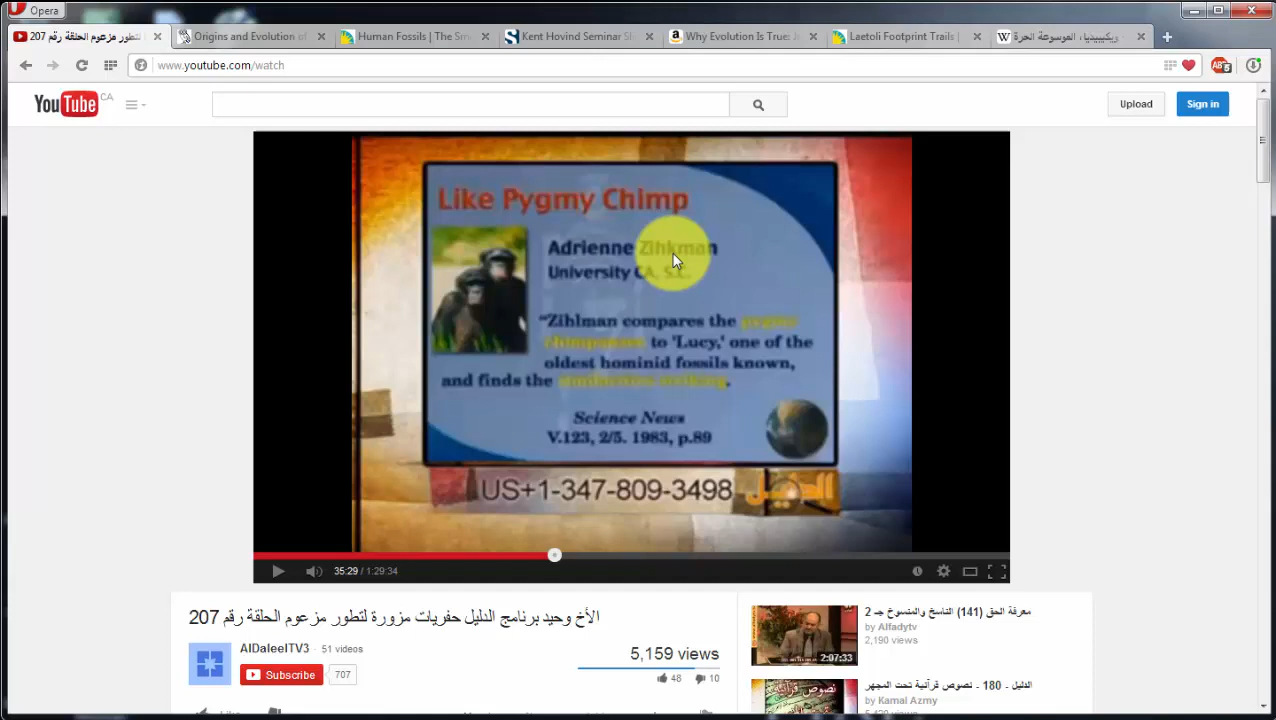 Opera
207 لتطور مزعوم الحلقة رقم
Origins and Evolution of
Human Fossils | The Sm
Kent Hovind Seminar Sl
Why Evolution Is True: J
Laetoli Footprint Trails |
ويكيبيديا، الموسوعة الحرة
www.youtube.com/watch
YouTube CA
Upload
Sign in
Like Pygmy Chimp
Adrienne Zihkman
University CA, S.C.
"Zihlman compares the pygmy
chimpanzee to 'Lucy,' one of the
oldest hominid fossils known,
and finds the similarities striking.
Science News
V.123, 2/5. 1983, p.89
US+1-347-809-3498 الدليل
35:29 / 1:29:34
الأخ وحيد برنامج الدليل حفريات مزورة لتطور مزعوم الحلقة رقم 207
AlDaleelTV3 51 videos
Subscribe 707
5,159 views
48 10
معرفة الحق (141) الناسخ والمنسوخ جـ 2
by Alfadytv
2,190 views
2:07:33
الدليل - 180 - نصوص قرآنية تحت المجهر
by Kamal Azmy
نصوص قرآنية